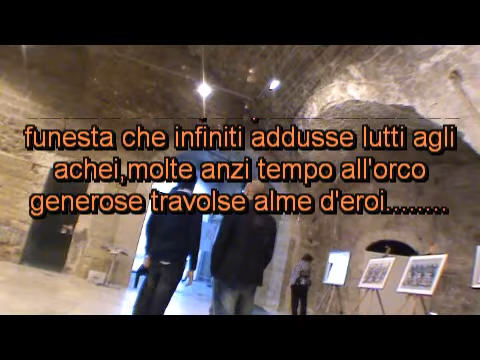 funesta che infiniti addusse lutti agli
achei,molte anzi tempo all'orco
generose travolse alme d'eroi........